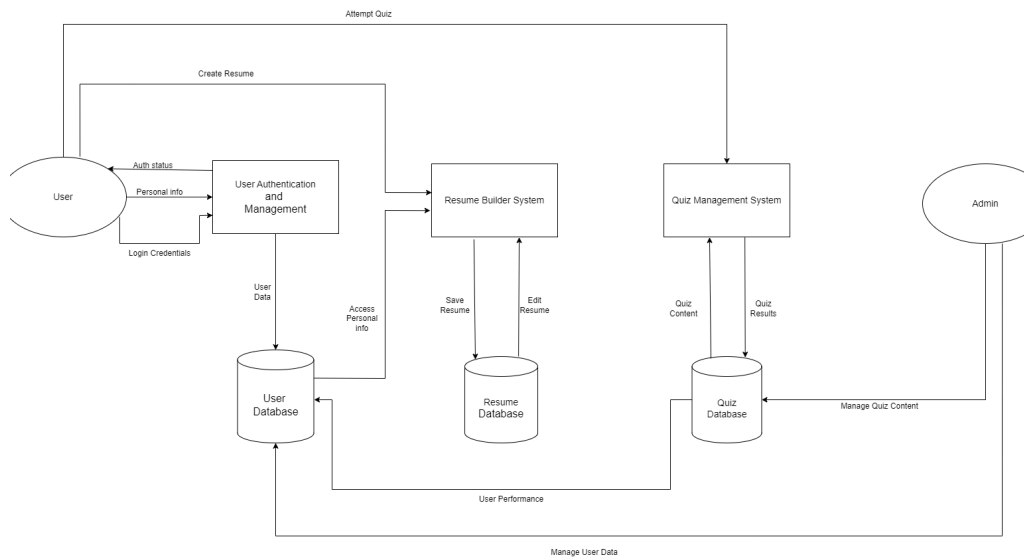 Attempt Quiz
Create Resume
Auth status
Personal info
Login Credentials
User
User Authentication
and
Management
Resume Builder System
Quiz Management System
Admin
User
Data
Access
Personal
info
Save
Resume
Edit
Resume
Quiz
Content
Quiz
Results
User
Database
Resume
Database
Quiz
Database
Manage Quiz Content
User Performance
Manage User Data